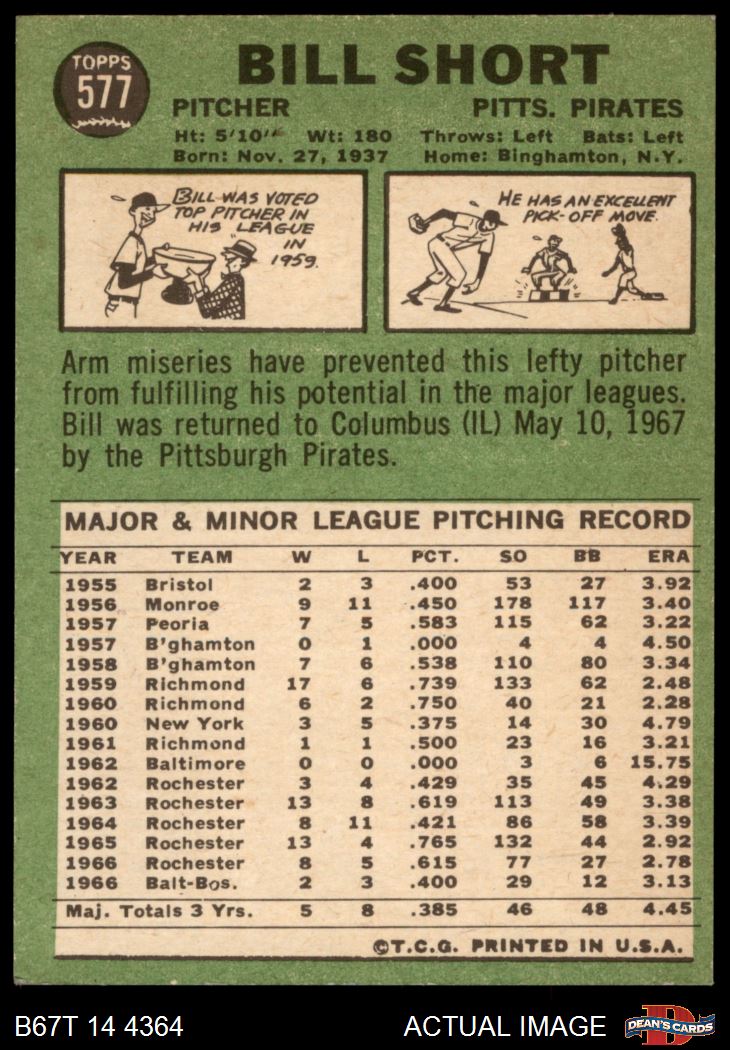 TOPPS
577
BILL SHORT
PITCHER PITTS. PIRATES
Ht: 5'10" Wt: 180 Throws: Left Bats: Left
Born: Nov. 27, 1937 Home: Binghamton, N.Y.
BILL WAS VOTED
TOP PITCHER IN
HIS LEAGUE
IN
1959.
HE HAS AN EXCELLENT
PICK-OFF MOVE.
Arm miseries have prevented this lefty pitcher
from fulfilling his potential in the major leagues.
Bill was returned to Columbus (IL) May 10, 1967
by the Pittsburgh Pirates.
MAJOR & MINOR LEAGUE PITCHING RECORD
YEAR TEAM W L PCT. SO BB ERA
1955 Bristol 2 3 .400 53 27 3.92
1956 Monroe 9 11 .450 178 117 3.40
1957 Peoria 7 5 .583 115 62 3.22
1957 B'ghamton 0 1 .000 4 4 4.50
1958 B'ghamton 7 6 .538 110 80 3.34
1959 Richmond 17 6 .739 133 62 2.48
1960 Richmond 6 2 .750 40 21 2.28
1960 New York 3 5 .375 14 30 4.79
1961 Richmond 1 1 .500 23 16 3.21
1962 Baltimore 0 0 .000 3 6 15.75
1962 Rochester 3 4 .429 35 45 4.29
1963 Rochester 13 8 .619 113 49 3.38
1964 Rochester 8 11 .421 86 58 3.39
1965 Rochester 13 4 .765 132 44 2.92
1966 Rochester 8 5 .615 77 27 2.78
1966 Balt-Bos. 2 3 .400 29 12 3.13
Maj. Totals 3 Yrs. 5 8 .385 46 48 4.45
©T.C.G. PRINTED IN U.S.A.
B67T 14 4364 ACTUAL IMAGE D DEAN'S CARDS